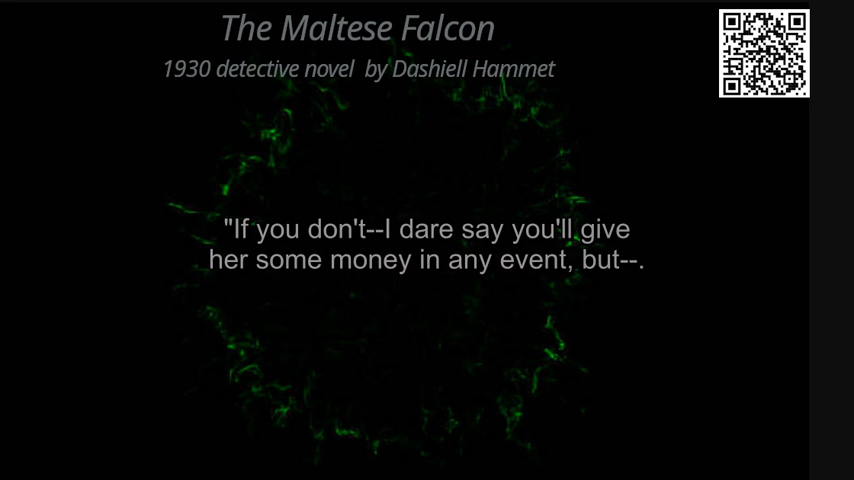 The Maltese Falcon
1930 detective novel by Dashiell Hammet
"If you don't--I dare say you'll give
her some money in any event, but--.